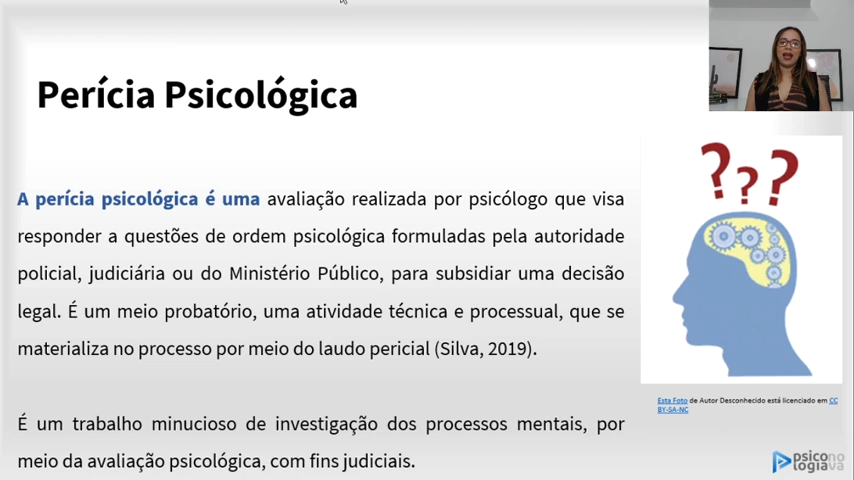 Perícia Psicológica
A perícia psicológica é uma avaliação realizada por psicólogo que visa
responder a questões de ordem psicológica formuladas pela autoridade
policial, judiciária ou do Ministério Público, para subsidiar uma decisão
legal. É um meio probatório, uma atividade técnica e processual, que se
materializa no processo por meio do laudo pericial (Silva, 2019).
É um trabalho minucioso de investigação dos processos mentais, por
meio da avaliação psicológica, com fins judiciais.
???
Esta Foto de Autor Desconhecido está licenciado em CC
BY-SA-NC
psicono
logiava